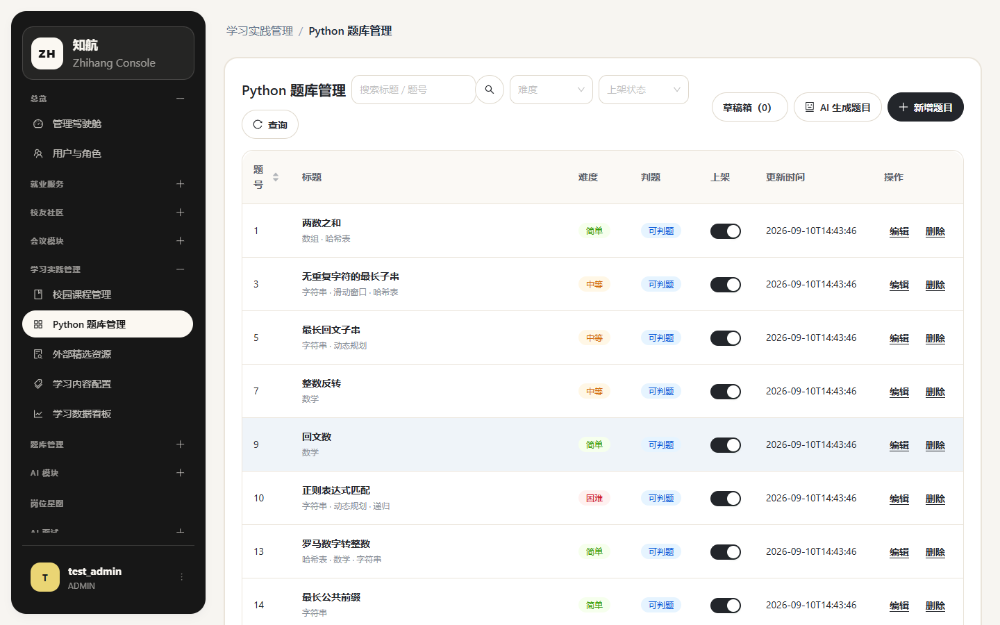 ZH
知航
Zhihang Console
总览
管理驾驶舱
用户与角色
就业服务
校友社区
会议模块
学习实践管理
校园课程管理
Python 题库管理
外部精选资源
学习内容配置
学习数据看板
题库管理
AI 模块
岗位星图
AI 面试
T
test_admin
ADMIN
学习实践管理 / Python 题库管理
Python 题库管理
搜索标题 / 题号
难度
上架状态
查询
草稿箱（0）
AI 生成题目
新增题目
题号 标题 难度 判题 上架 更新时间 操作
1 两数之和 简单 可判题 2026-09-10T14:43:46 编辑 删除
数组 · 哈希表
3 无重复字符的最长子串 中等 可判题 2026-09-10T14:43:46 编辑 删除
字符串 · 滑动窗口 · 哈希表
5 最长回文子串 中等 可判题 2026-09-10T14:43:46 编辑 删除
字符串 · 动态规划
7 整数反转 中等 可判题 2026-09-10T14:43:46 编辑 删除
数学
9 回文数 简单 可判题 2026-09-10T14:43:46 编辑 删除
数学
10 正则表达式匹配 困难 可判题 2026-09-10T14:43:46 编辑 删除
字符串 · 动态规划 · 递归
13 罗马数字转整数 简单 可判题 2026-09-10T14:43:46 编辑 删除
哈希表 · 数学 · 字符串
14 最长公共前缀 简单 可判题 2026-09-10T14:43:46 编辑 删除
字符串